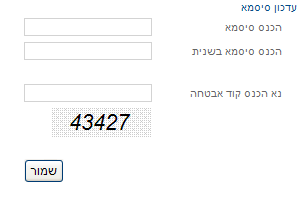 עדכון סיסמא
הכנס סיסמא
הכנס סיסמא בשנית
נא הכנס קוד אבטחה
43427
שמור